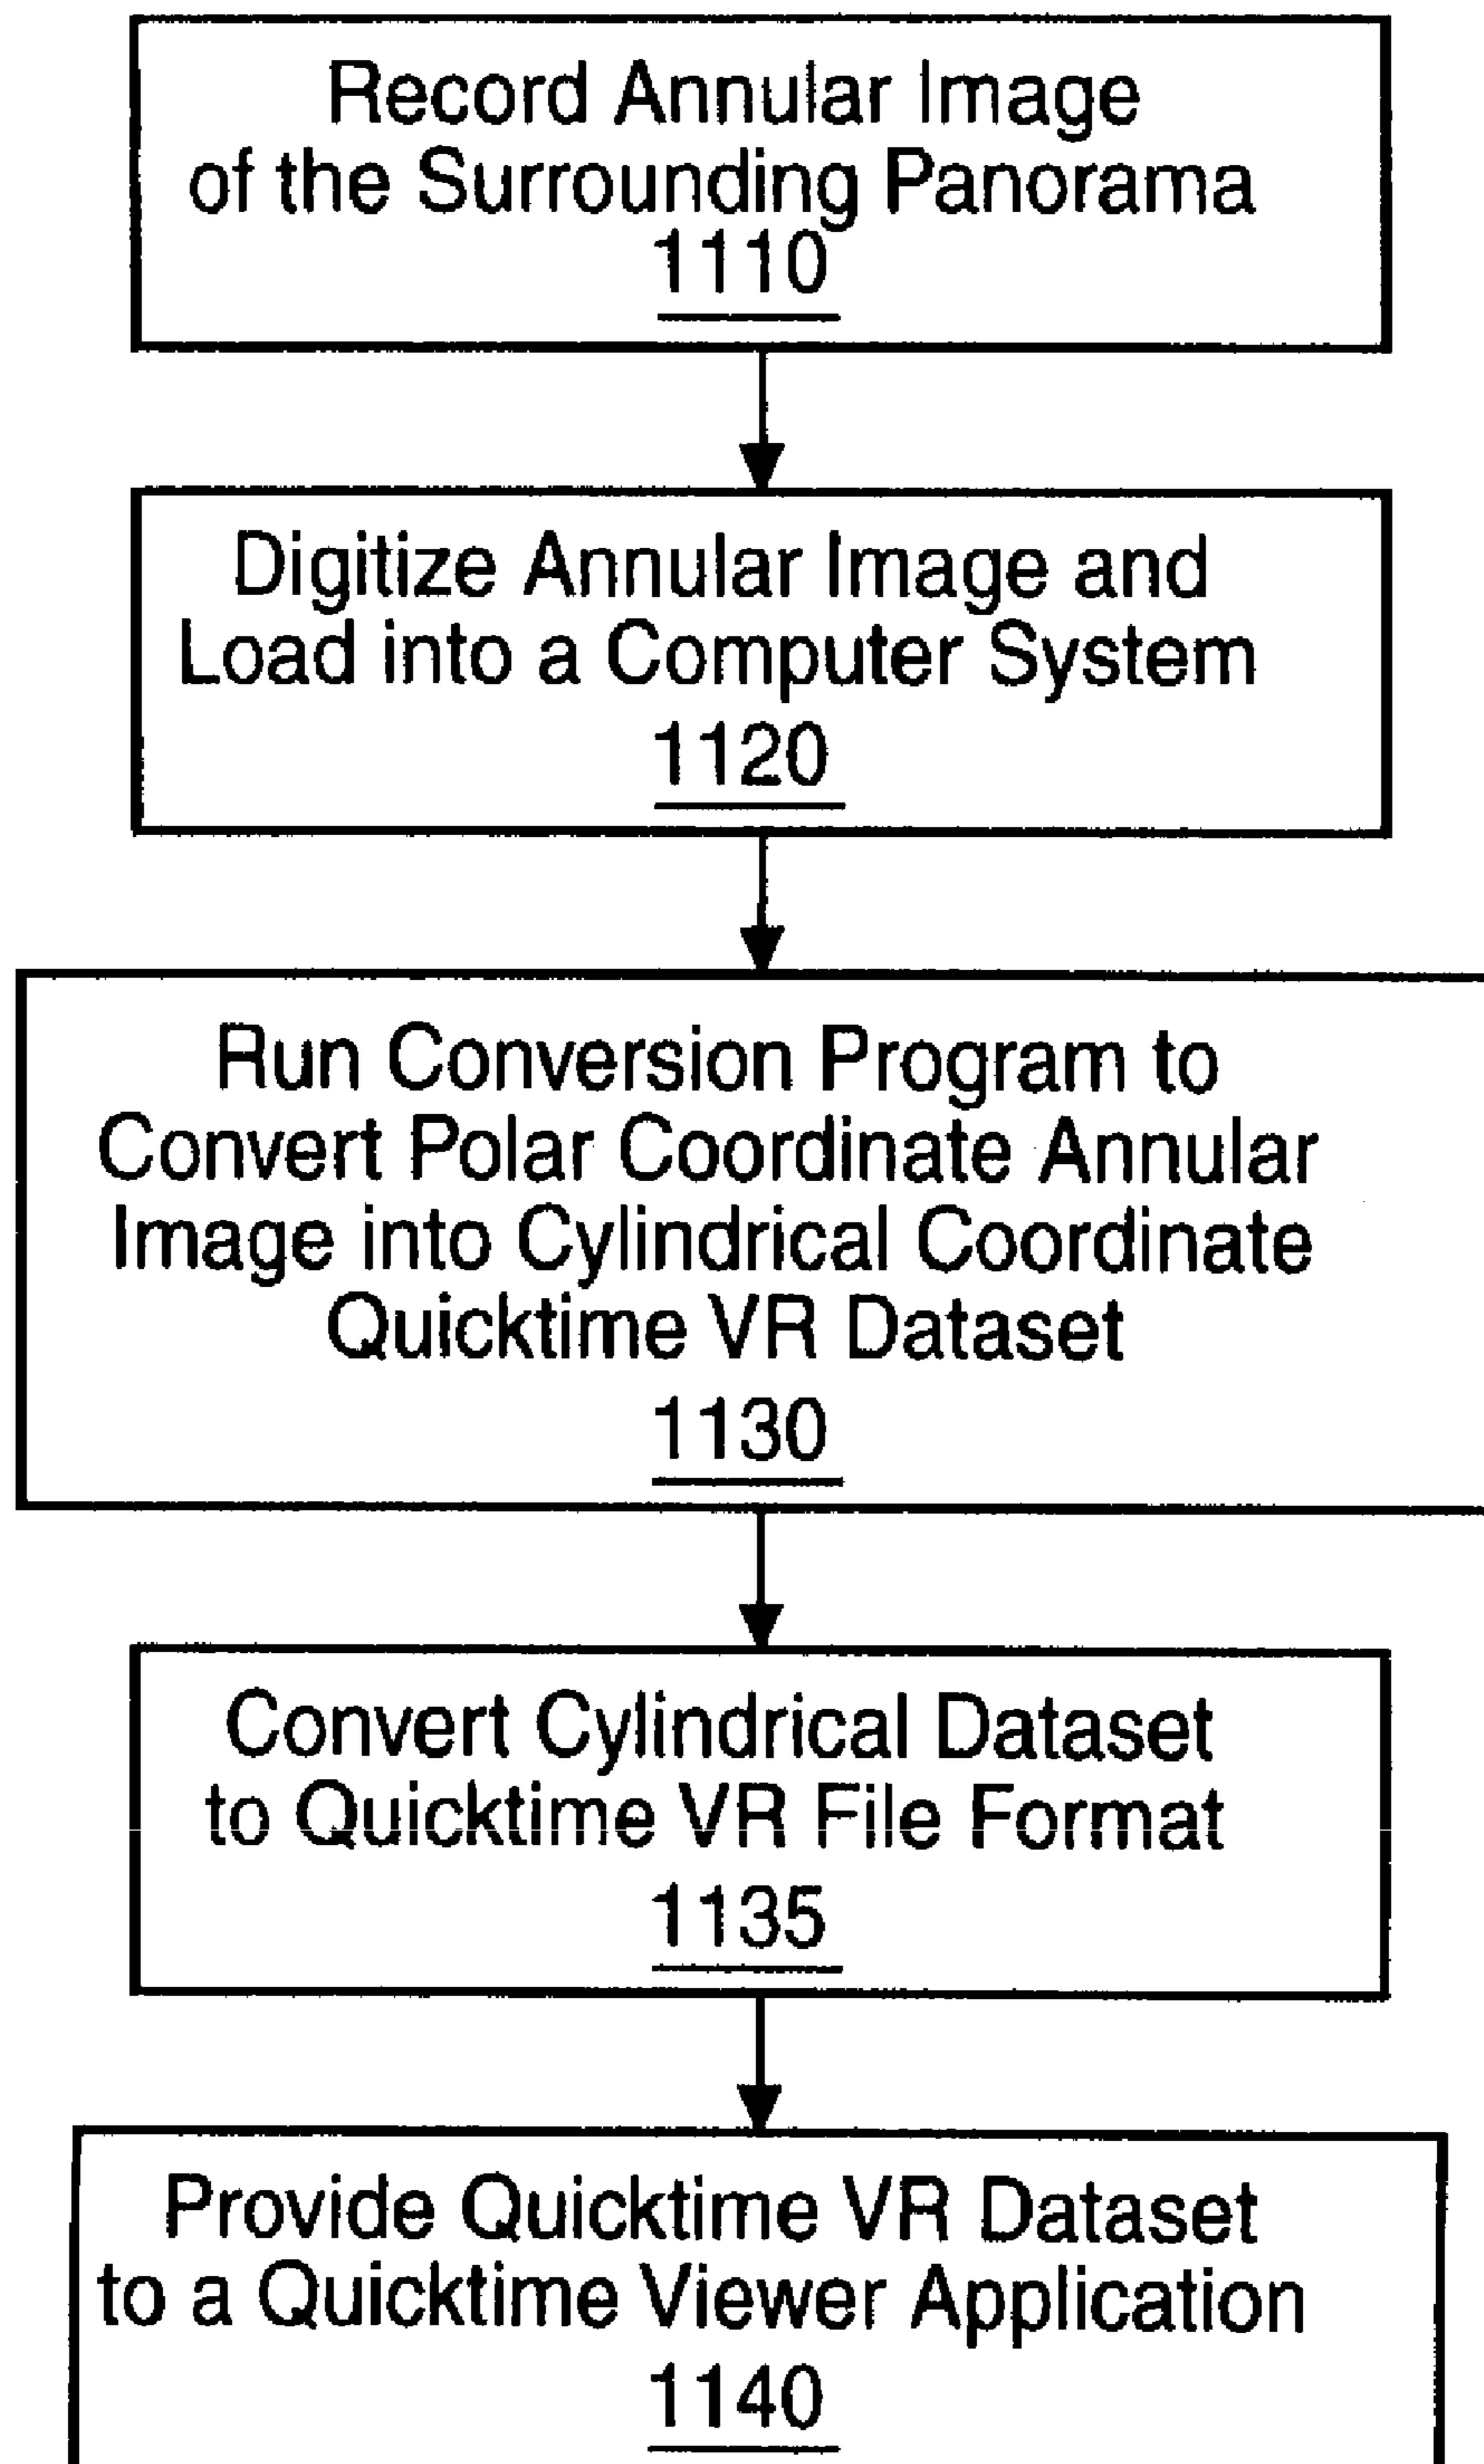 Record Annular Image
of the Surrounding Panorama
1110
Digitize Annular Image and
Load into a Computer System
1120
Run Conversion Program to
Convert Polar Coordinate Annular
Image into Cylindrical Coordinate
Quicktime VR Dataset
1130
Convert Cylindrical Dataset
to Quicktime VR File Format
1135
Provide Quicktime VR Dataset
to a Quicktime Viewer Application
1140